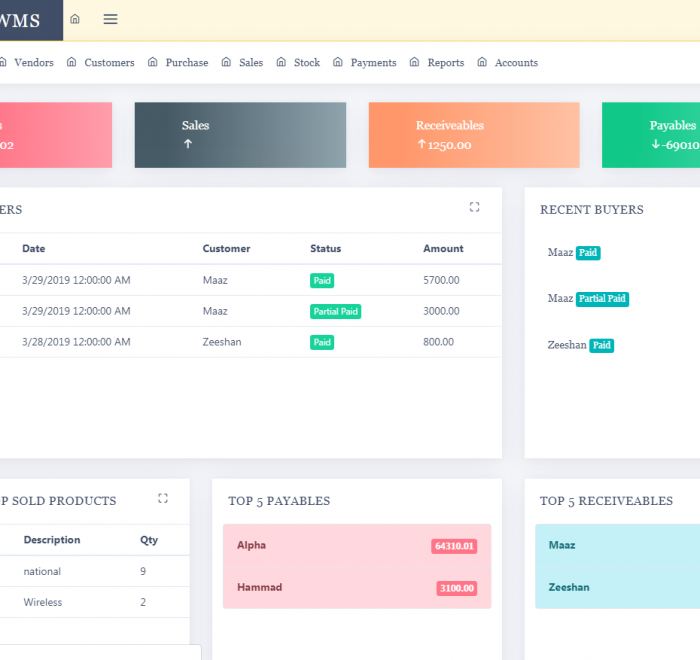 WMS
Vendors Customers Purchase Sales Stock Payments Reports Accounts
Sales Receiveables Payables
02 ↑ ↑ 1250.00 ↓ -69010
ERS
RECENT BUYERS
Date Customer Status Amount
3/29/2019 12:00:00 AM Maaz Paid 5700.00
3/29/2019 12:00:00 AM Maaz Partial Paid 3000.00
3/28/2019 12:00:00 AM Zeeshan Paid 800.00
Maaz Paid
Maaz Partial Paid
Zeeshan Paid
P SOLD PRODUCTS
Description Qty
national 9
Wireless 2
TOP 5 PAYABLES
Alpha 64310.01
Hammad 3100.00
TOP 5 RECEIVEABLES
Maaz
Zeeshan